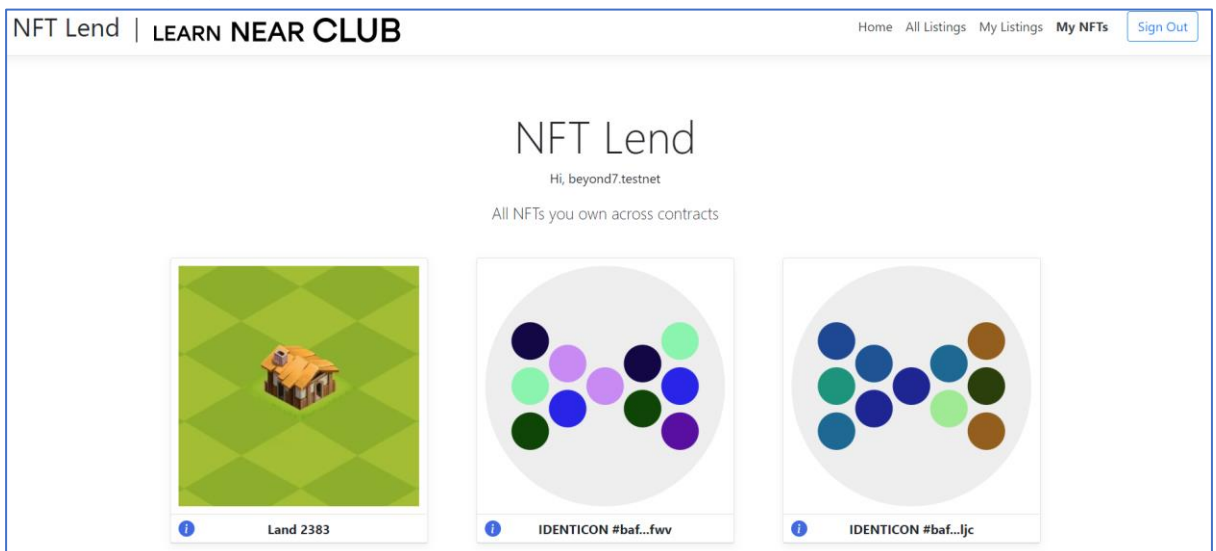 NFT Lend | LEARN NEAR CLUB
Home All Listings My Listings My NFTs Sign Out
NFT Lend
Hi, beyond7.testnet
All NFTs you own across contracts
i Land 2383
i IDENTICON #baf...fwv
i IDENTICON #baf...ljc